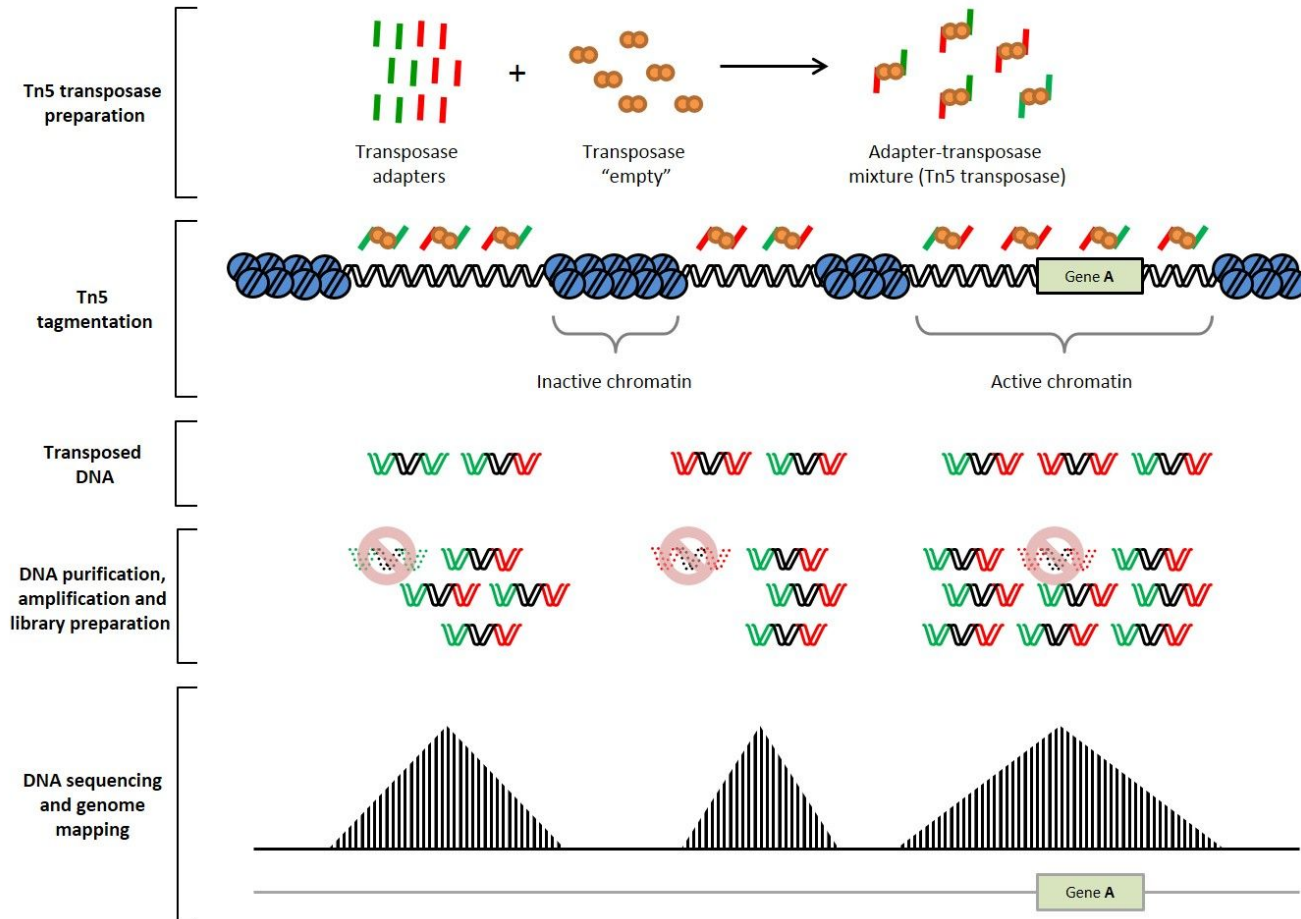 Tn5 transposase
preparation
+
Transposase
adapters
Transposase
“empty”
Adapter-transposase
mixture (Tn5 transposase)
Tn5
tagmentation
Gene A
Inactive chromatin
Active chromatin
Transposed
DNA
DNA purification,
amplification and
library preparation
DNA sequencing
and genome
mapping
Gene A